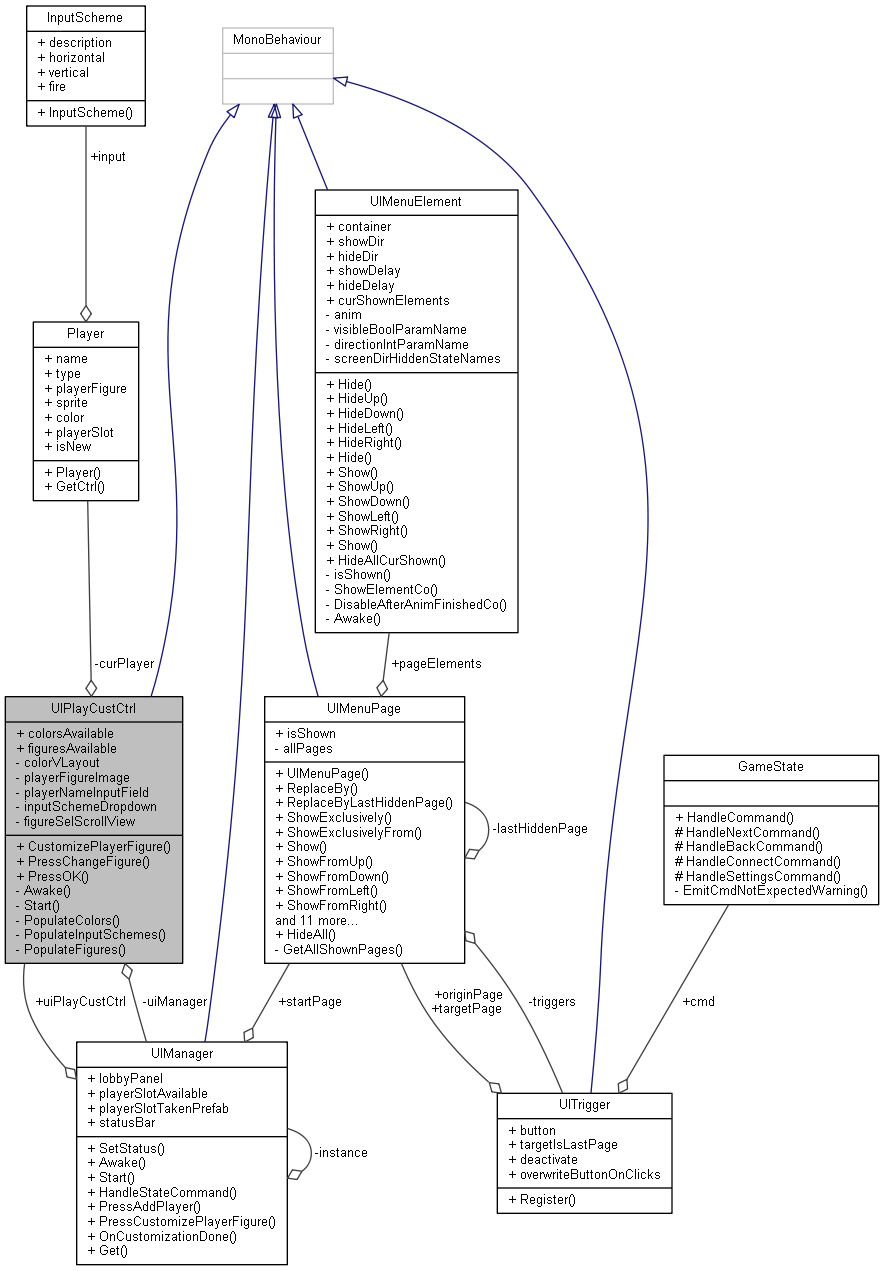 InputScheme
+ description
+ horizontal
+ vertical
+ fire
+ InputScheme()
MonoBehaviour
+input
UIMenuElement
+ container
+ showDir
+ hideDir
+ showDelay
+ hideDelay
+ curShownElements
- anim
- visibleBoolParamName
- directionIntParamName
- screenDirHiddenStateNames
+ Hide()
+ HideUp()
+ HideDown()
+ HideLeft()
+ HideRight()
+ Hide()
+ Show()
+ ShowUp()
+ ShowDown()
+ ShowLeft()
+ ShowRight()
+ Show()
+ HideAllCurShown()
- isShown()
- ShowElementCo()
- DisableAfterAnimFinishedCo()
- Awake()
Player
+ name
+ type
+ playerFigure
+ sprite
+ color
+ playerSlot
+ isNew
+ Player()
+ GetCtrl()
-curPlayer
+pageElements
UIPlayCustCtrl
+ colorsAvailable
+ figuresAvailable
- colorVLayout
- playerFigureImage
- playerNameInputField
- inputSchemeDropdown
- figureSelScrollView
+ CustomizePlayerFigure()
+ PressChangeFigure()
+ PressOK()
- Awake()
- Start()
- PopulateColors()
- PopulateInputSchemes()
- PopulateFigures()
UIMenuPage
+ isShown
- allPages
+ UIMenuPage()
+ ReplaceBy()
+ ReplaceByLastHiddenPage()
+ ShowExclusively()
+ ShowExclusivelyFrom()
+ Show()
+ ShowFromUp()
+ ShowFromDown()
+ ShowFromLeft()
+ ShowFromRight()
and 11 more...
+ HideAll()
- GetAllShownPages()
-lastHiddenPage
GameState
+ HandleCommand()
# HandleNextCommand()
# HandleBackCommand()
# HandleConnectCommand()
# HandleSettingsCommand()
- EmitCmdNotExpectedWarning()
+uiPlayCustCtrl
-uiManager
+startPage
+originPage
+targetPage
-triggers
+cmd
UIManager
+ lobbyPanel
+ playerSlotAvailable
+ playerSlotTakenPrefab
+ statusBar
+ SetStatus()
+ Awake()
+ Start()
+ HandleStateCommand()
+ PressAddPlayer()
+ PressCustomizePlayerFigure()
+ OnCustomizationDone()
+ Get()
-instance
UITrigger
+ button
+ targetIsLastPage
+ deactivate
+ overwriteButtonOnClicks
+ Register()